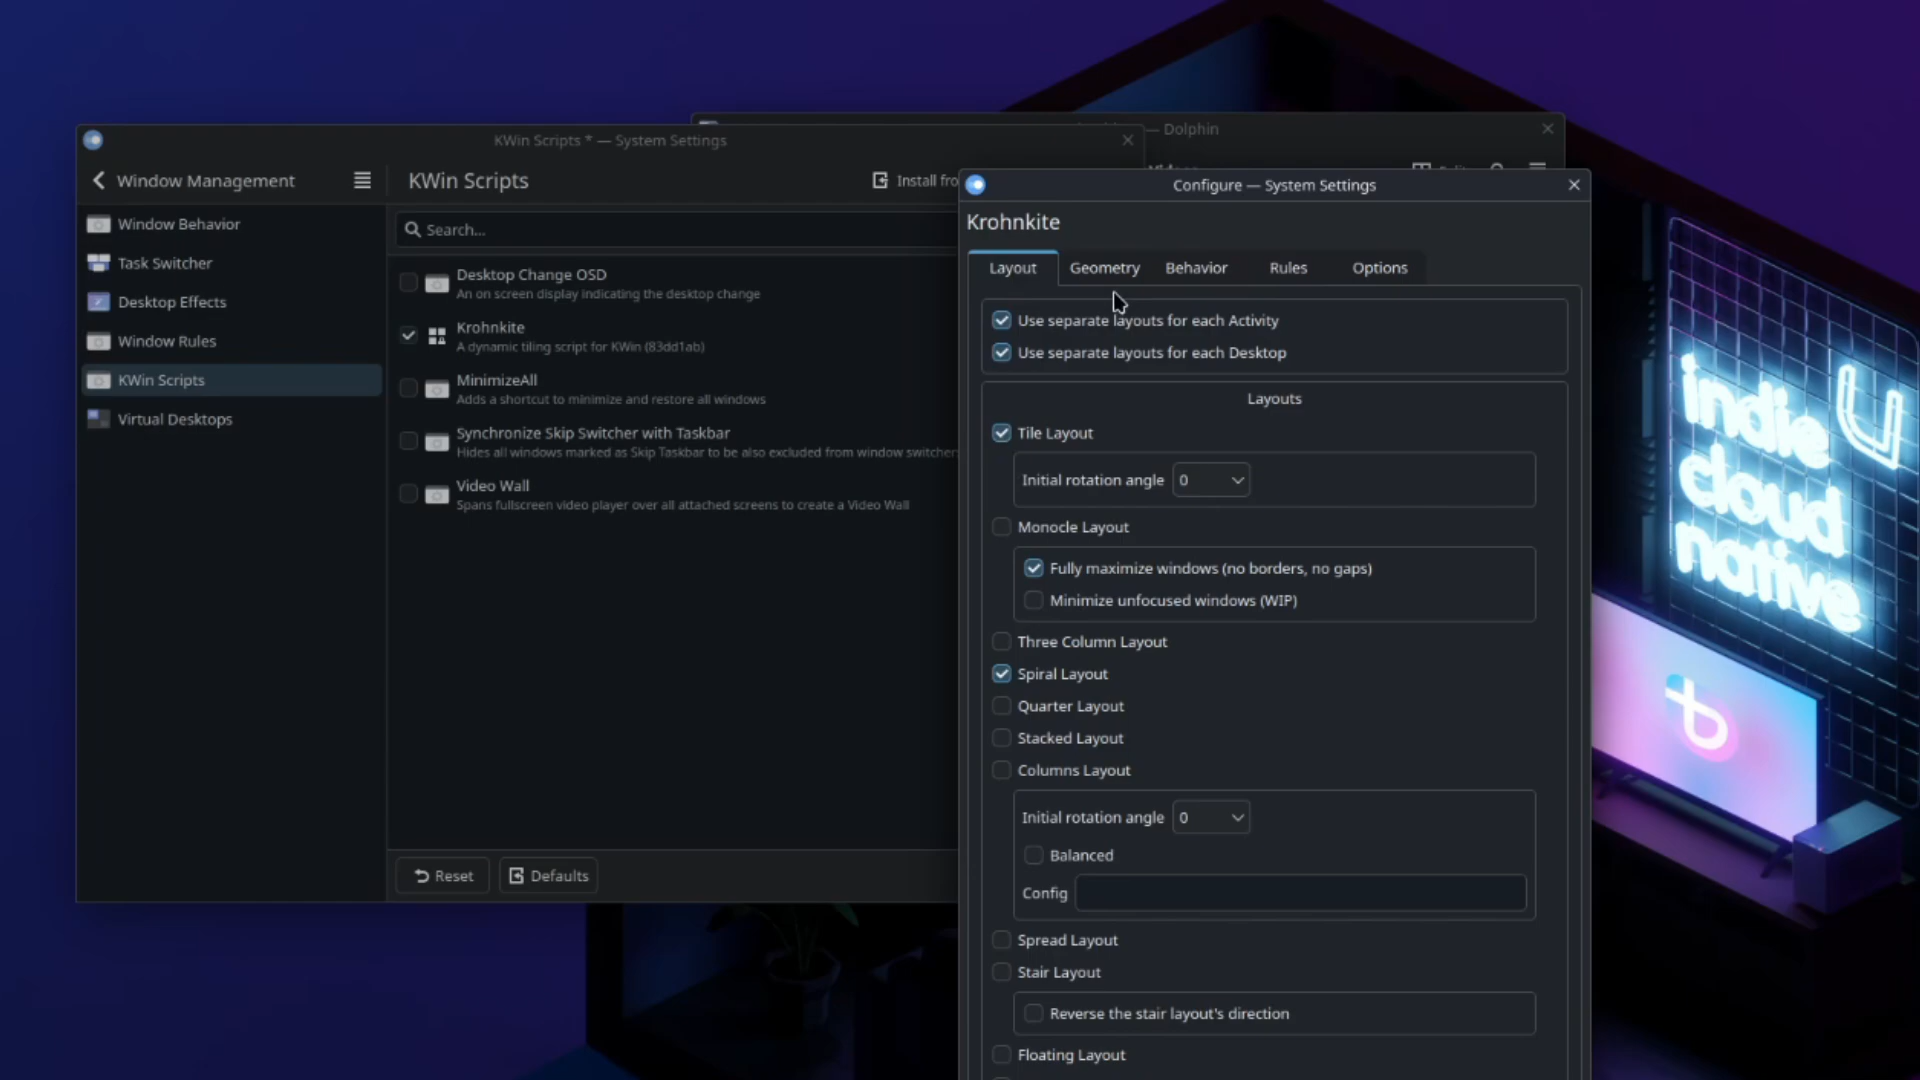 KWin Scripts * — System Settings
— Dolphin
Window Management
KWin Scripts
Install fro
Window Behavior
Task Switcher
Desktop Effects
Window Rules
KWin Scripts
Virtual Desktops
Search...
Desktop Change OSD
An on screen display indicating the desktop change
Krohnkite
A dynamic tiling script for KWin (83dd1ab)
MinimizeAll
Adds a shortcut to minimize and restore all windows
Synchronize Skip Switcher with Taskbar
Hides all windows marked as Skip Taskbar to be also excluded from window switcher
Video Wall
Spans fullscreen video player over all attached screens to create a Video Wall
Reset
Defaults
Configure — System Settings
Krohnkite
Layout
Geometry
Behavior
Rules
Options
Use separate layouts for each Activity
Use separate layouts for each Desktop
Layouts
Tile Layout
Initial rotation angle 0
Monocle Layout
Fully maximize windows (no borders, no gaps)
Minimize unfocused windows (WIP)
Three Column Layout
Spiral Layout
Quarter Layout
Stacked Layout
Columns Layout
Initial rotation angle 0
Balanced
Config
Spread Layout
Stair Layout
Reverse the stair layout's direction
Floating Layout
indie
cloud
native